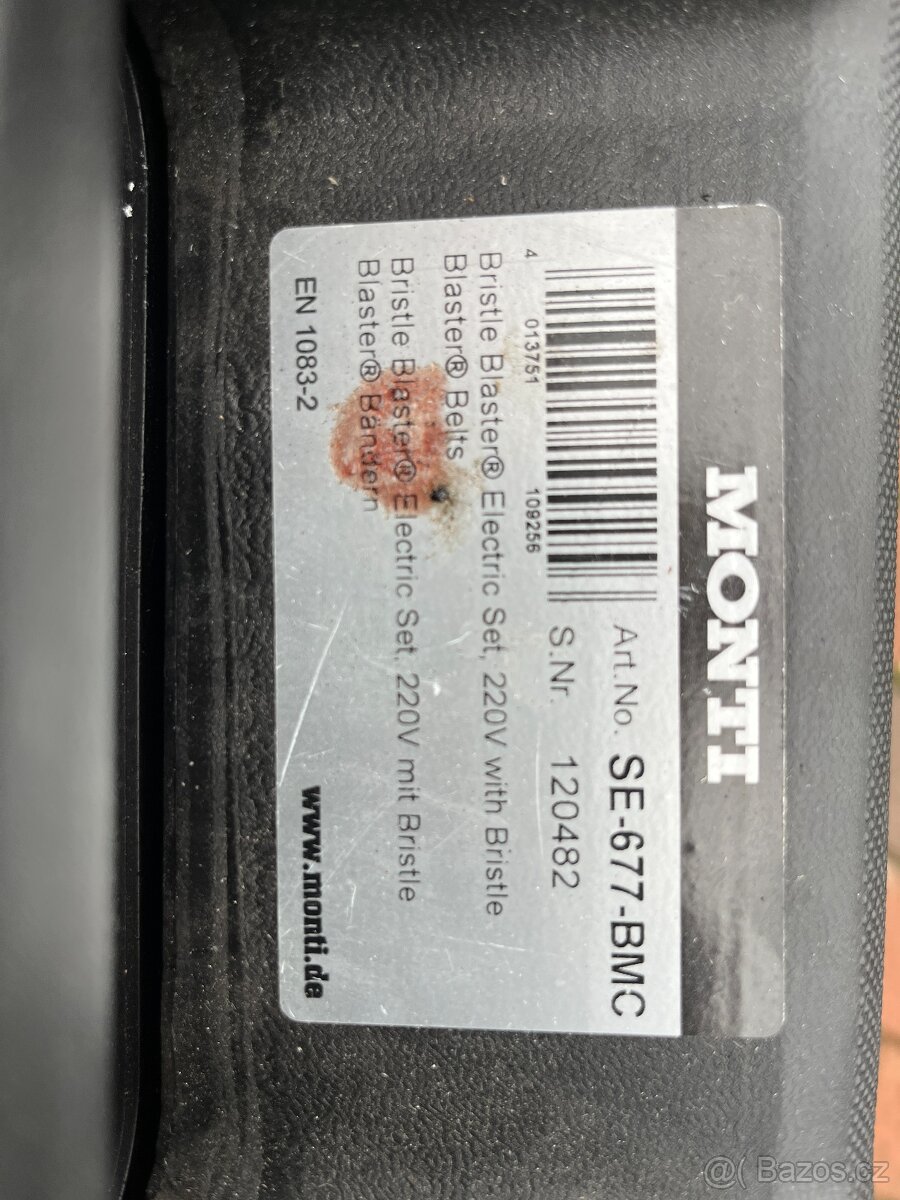 MONTI
Art.No. SE-677-BMC
S.Nr. 120482
4 013751 109256
Bristle Blaster® Electric Set, 220V with Bristle
Blaster® Belts
Bristle Blaster® Electric Set, 220V mit Bristle
Blaster® Bändern
EN 1083-2
www.monti.de
@( Bazoš.cz